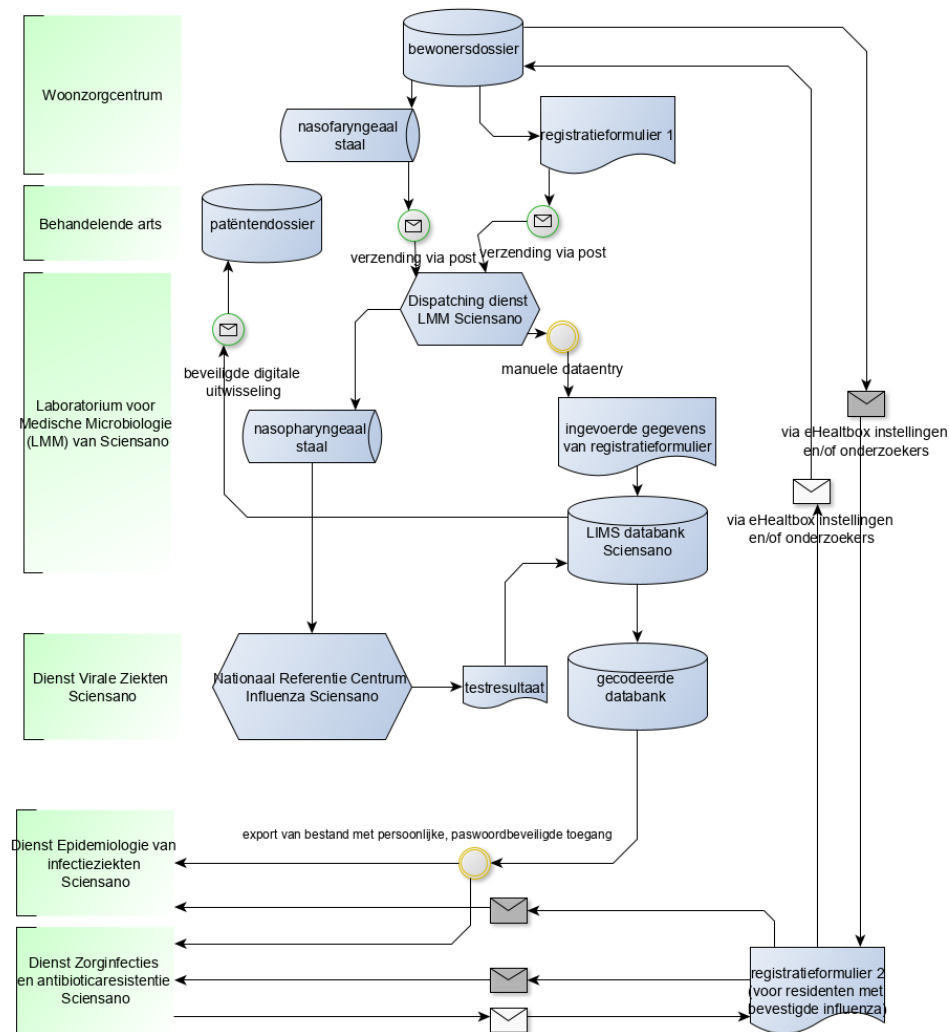 bewonersdossier
Woonzorgcentrum
nasofaryngeaal
staal
registratieformulier 1
Behandelende arts
patëntendossier
verzending via post
verzending via post
Dispatching dienst
LMM Sciensano
beveiligde digitale
uitwisseling
manuele dataentry
Laboratorium voor
Medische Microbiologie
(LMM) van Sciensano
nasopharyngeaal
staal
ingevoerde gegevens
van registratieformulier
via eHealtbox instellingen
en/of onderzoekers
via eHealtbox instellingen
en/of onderzoekers
LIMS databank
Sciensano
Dienst Virale Ziekten
Sciensano
Nationaal Referentie Centrum
Influenza Sciensano
testresultaat
gecodeerde
databank
export van bestand met persoonlijke, paswoordbeveiligde toegang
Dienst Epidemiologie van
infectieziekten
Sciensano
Dienst Zorginfecties
en antibioticaresistentie
Sciensano
registratieformulier 2
(voor residenten met
bevestigde influenza)